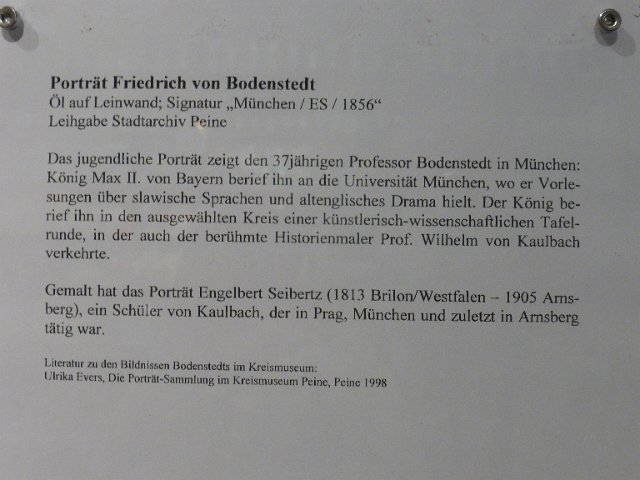 Porträt Friedrich von Bodenstedt
Öl auf Leinwand; Signatur „München / ES / 1856“
Leihgabe Stadtarchiv Peine
Das jugendliche Porträt zeigt den 37jährigen Professor Bodenstedt in München:
König Max II. von Bayern berief ihn an die Universität München, wo er Vorle-
sungen über slawische Sprachen und altenglisches Drama hielt. Der König be-
rief ihn in den ausgewählten Kreis einer künstlerisch-wissenschaftlichen Tafel-
runde, in der auch der berühmte Historienmaler Prof. Wilhelm von Kaulbach
verkehrte.
Gemalt hat das Porträt Engelbert Seibertz (1813 Brilon/Westfalen – 1905 Arns-
berg), ein Schüler von Kaulbach, der in Prag, München und zuletzt in Arnsberg
tätig war.
Literatur zu den Bildnissen Bodenstedts im Kreismuseum:
Ulrika Evers, Die Porträt-Sammlung im Kreismuseum Peine, Peine 1998